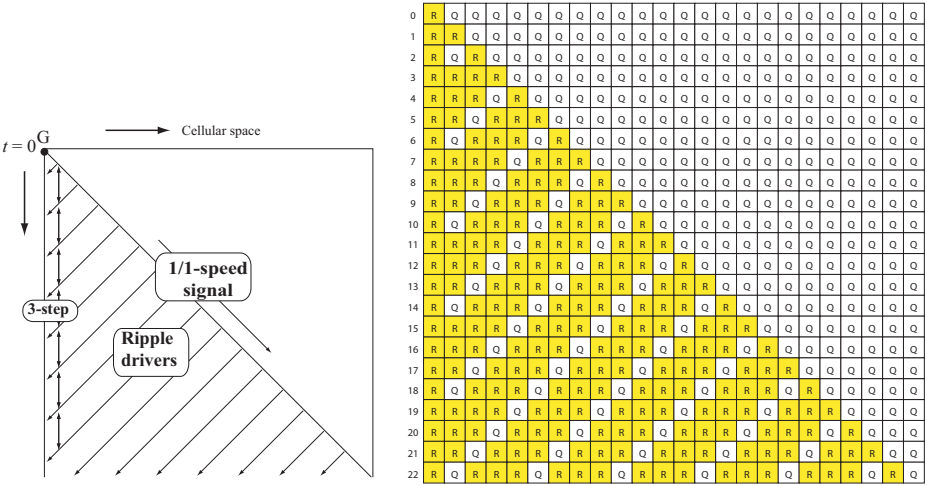 G
Cellular space
t = 0
1/1-speed
signal
3-step
Ripple
drivers
0 R Q Q Q Q Q Q Q Q Q Q Q Q Q Q Q Q Q Q Q Q Q Q Q
1 R R Q Q Q Q Q Q Q Q Q Q Q Q Q Q Q Q Q Q Q Q Q Q
2 R Q R Q Q Q Q Q Q Q Q Q Q Q Q Q Q Q Q Q Q Q Q Q
3 R R R R Q Q Q Q Q Q Q Q Q Q Q Q Q Q Q Q Q Q Q Q
4 R R R Q R Q Q Q Q Q Q Q Q Q Q Q Q Q Q Q Q Q Q Q
5 R R Q R R R Q Q Q Q Q Q Q Q Q Q Q Q Q Q Q Q Q Q
6 R Q R R R Q R Q Q Q Q Q Q Q Q Q Q Q Q Q Q Q Q Q
7 R R R R Q R R R Q Q Q Q Q Q Q Q Q Q Q Q Q Q Q Q
8 R R R Q R R R Q R Q Q Q Q Q Q Q Q Q Q Q Q Q Q Q
9 R R Q R R R Q R R R Q Q Q Q Q Q Q Q Q Q Q Q Q Q
10 R Q R R R Q R R R Q R Q Q Q Q Q Q Q Q Q Q Q Q Q
11 R R R R Q R R R Q R R R Q Q Q Q Q Q Q Q Q Q Q Q
12 R R R Q R R R Q R R R Q R Q Q Q Q Q Q Q Q Q Q Q
13 R R Q R R R Q R R R Q R R R Q Q Q Q Q Q Q Q Q Q
14 R Q R R R Q R R R Q R R R Q R Q Q Q Q Q Q Q Q Q
15 R R R R Q R R R Q R R R Q R R R Q Q Q Q Q Q Q Q
16 R R R Q R R R Q R R R Q R R R Q R Q Q Q Q Q Q Q
17 R R Q R R R Q R R R Q R R R Q R R R Q Q Q Q Q Q
18 R Q R R R Q R R R Q R R R Q R R R Q R Q Q Q Q Q
19 R R R R Q R R R Q R R R Q R R R Q R R R Q Q Q Q
20 R R R Q R R R Q R R R Q R R R Q R R R Q R Q Q Q
21 R R Q R R R Q R R R Q R R R Q R R R Q R R R Q Q
22 R Q R R R Q R R R Q R R R Q R R R Q R R R Q R Q